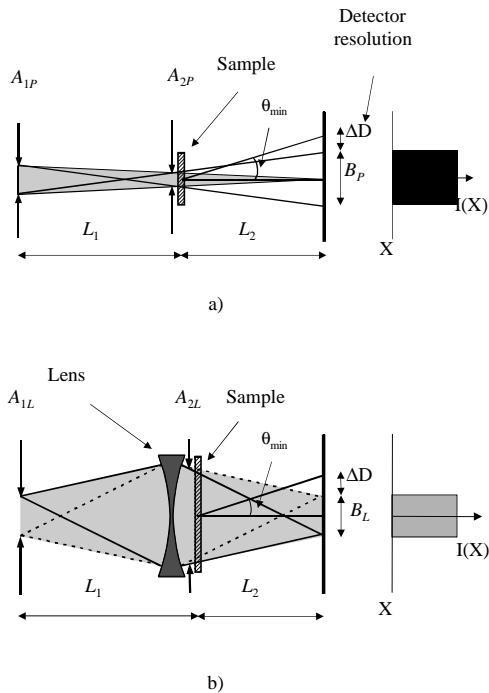 Detector
resolution
Sample
A1P
A2P
θmin
ΔD
BP
I(X)
L1
L2
X
a)
Lens
A1L
A2L
Sample
θmin
ΔD
BL
I(X)
L1
L2
X
b)